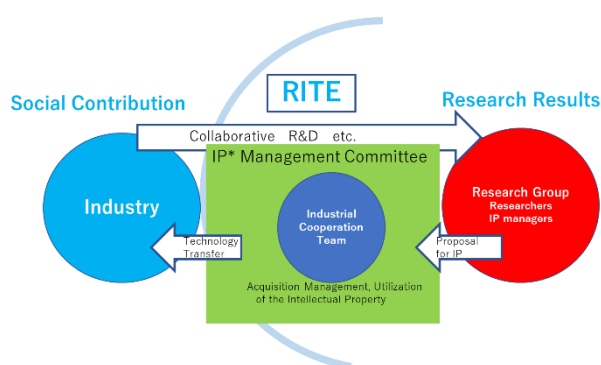 RITE
Social Contribution
Research Results
Collaborative R&D etc.
IP* Management Committee
Industry
Industrial
Cooperation
Team
Research Group
Researchers
IP managers
Technology
Transfer
Proposal
for IP
Acquisition Management, Utilization
of the Intellectual Property